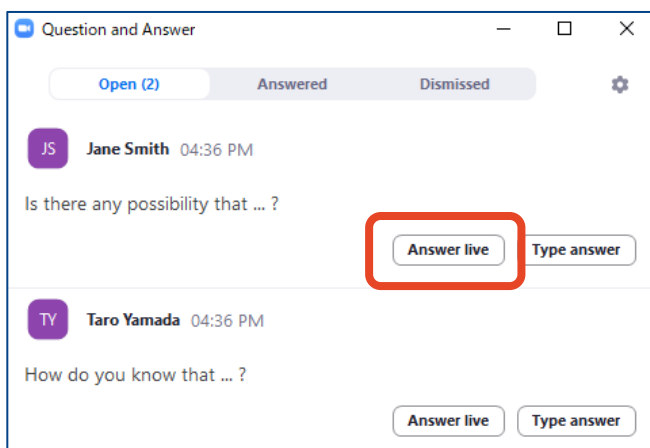 Question and Answer
Open (2) Answered Dismissed
JS Jane Smith 04:36 PM
Is there any possibility that ... ?
Answer live Type answer
TY Taro Yamada 04:36 PM
How do you know that ... ?
Answer live Type answer